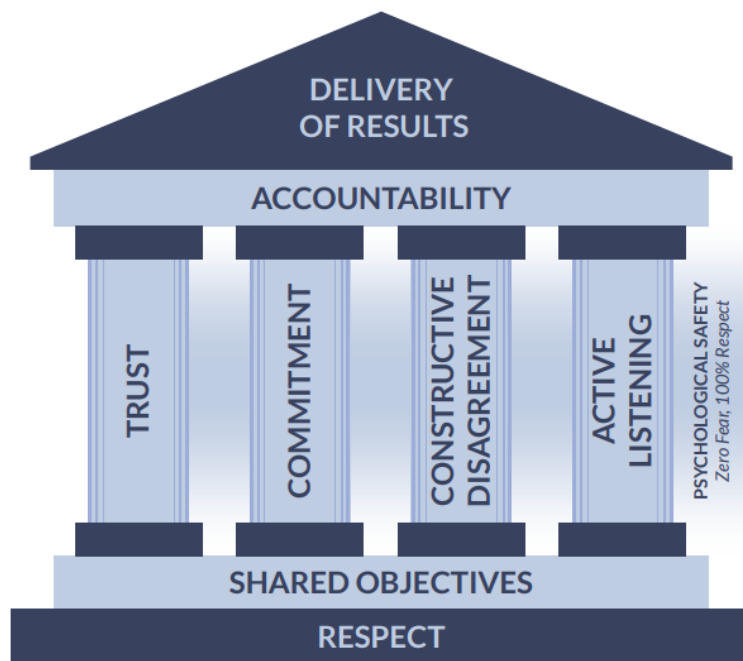 DELIVERY
OF RESULTS
ACCOUNTABILITY
TRUST
COMMITMENT
CONSTRUCTIVE
DISAGREEMENT
ACTIVE
LISTENING
PSYCHOLOGICAL SAFETY
Zero Fear, 100% Respect
SHARED OBJECTIVES
RESPECT